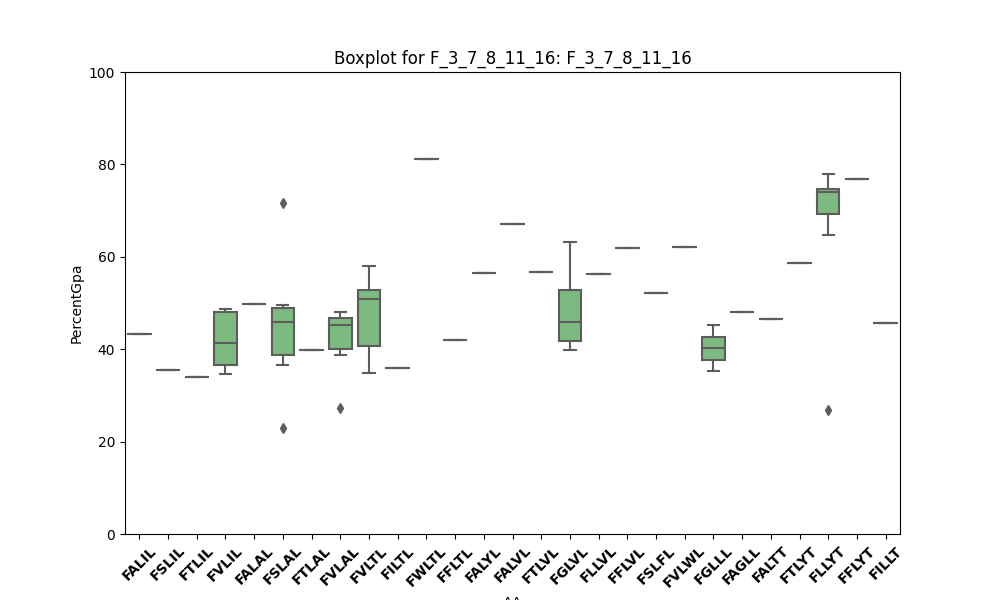 Boxplot for F_3_7_8_11_16: F_3_7_8_11_16
100
80
60
40
20
0
PercentGpa
FALIL FSLIL FTLIL FVLIL FALAL FSLAL FTLAL FVLAL FVLTL FILTL FWLTL FFLTL FALYL FALVL FTLVL FGLVL FLLVL FFLVL FSLFL FVLWL FGLLL FAGLL FALTT FTLYT FLLYT FFLYT FILLT